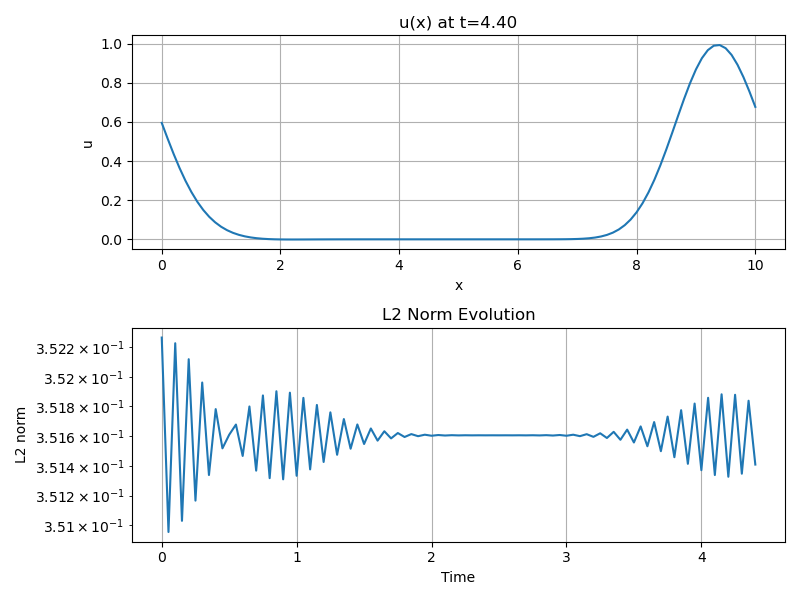 u(x) at t=4.40
1.0
0.8
0.6
0.4
0.2
0.0
u
0 2 4 6 8 10
x
L2 Norm Evolution
3.522 × 10⁻¹
3.52 × 10⁻¹
3.518 × 10⁻¹
3.516 × 10⁻¹
3.514 × 10⁻¹
3.512 × 10⁻¹
3.51 × 10⁻¹
L2 norm
0 1 2 3 4
Time